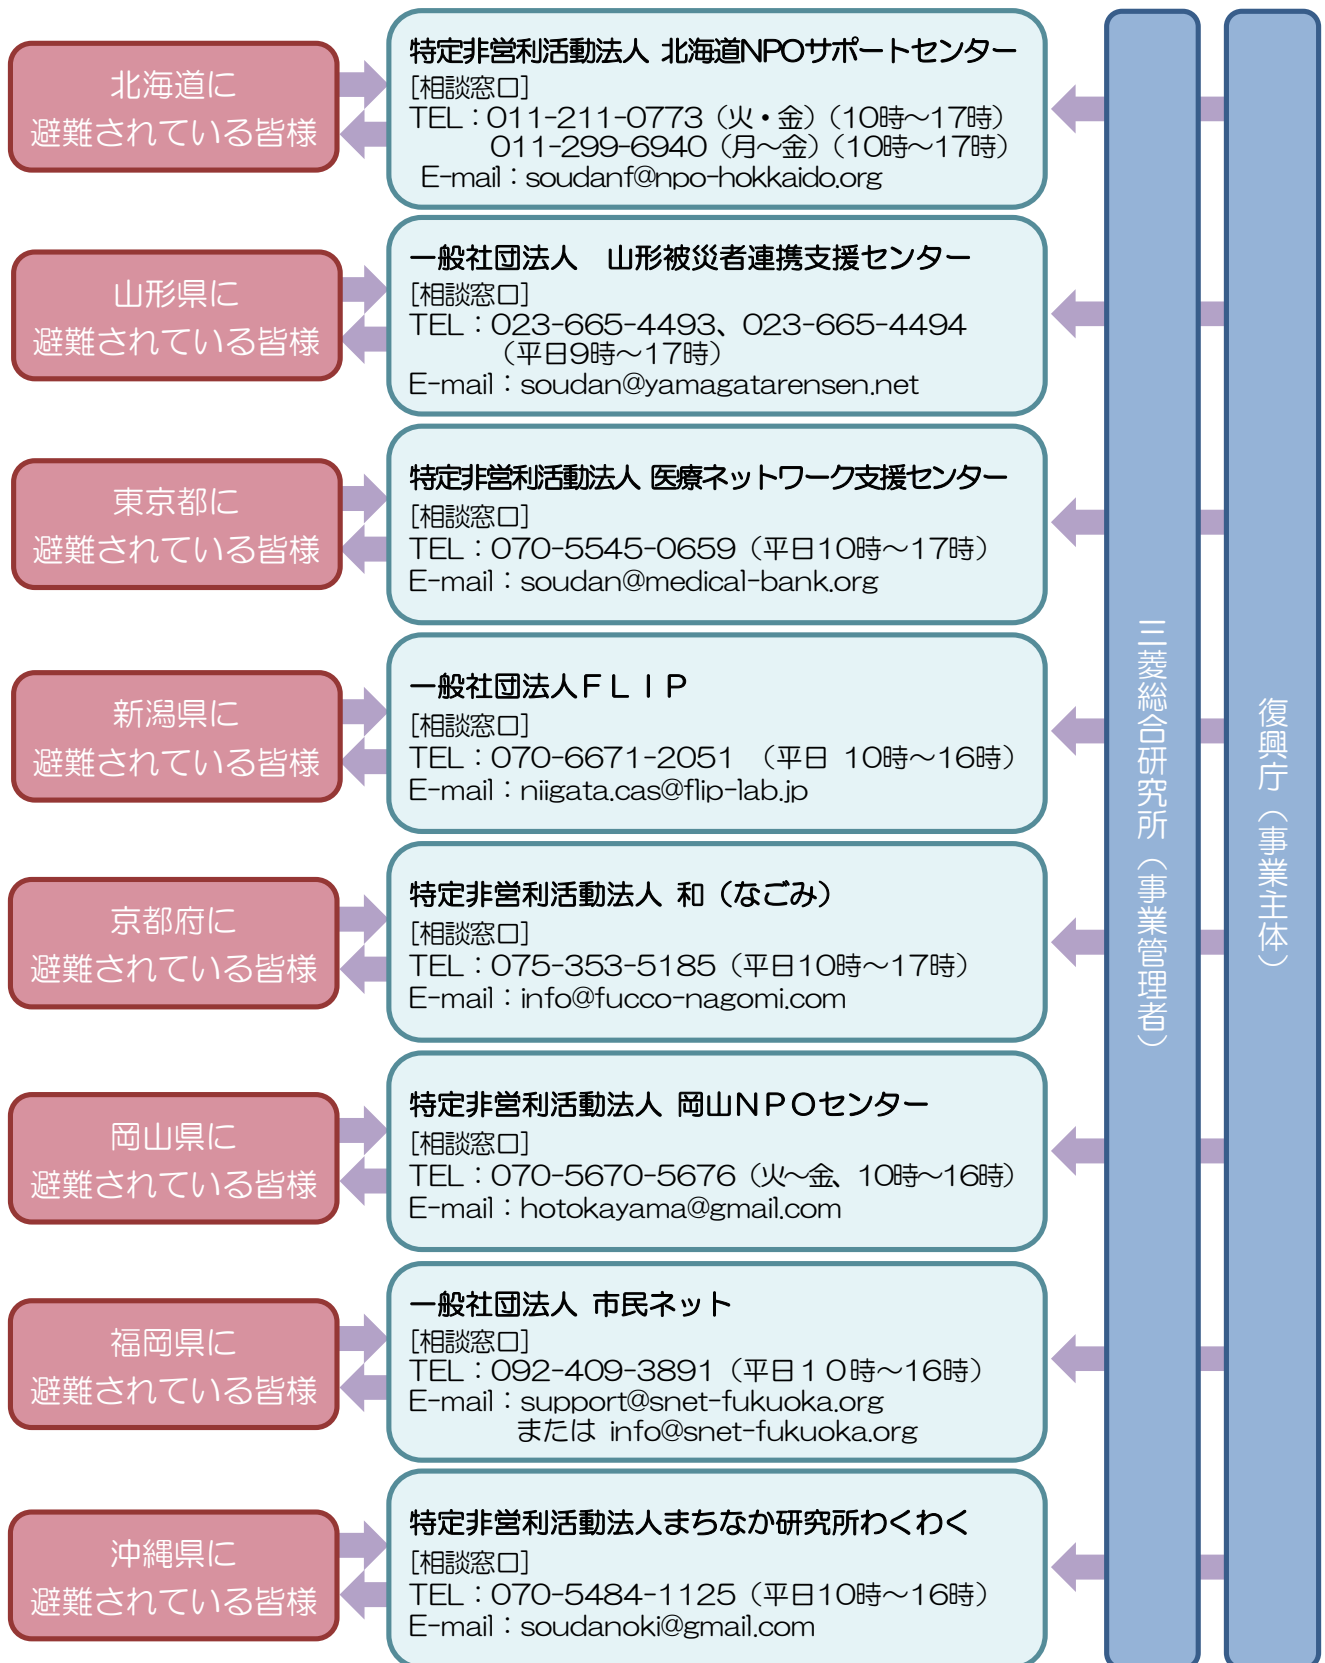 北海道に
避難されている皆様
特定非営利活動法人 北海道NPOサポートセンター
[相談窓口]
TEL：011-211-0773（火・金）（10時～17時）
011-299-6940（月～金）（10時～17時）
E-mail：soudanf@npo-hokkaido.org
山形県に
避難されている皆様
一般社団法人　山形被災者連携支援センター
[相談窓口]
TEL：023-665-4493、023-665-4494
（平日9時～17時）
E-mail：soudan@yamagatarensen.net
東京都に
避難されている皆様
特定非営利活動法人 医療ネットワーク支援センター
[相談窓口]
TEL：070-5545-0659（平日10時～17時）
E-mail：soudan@medical-bank.org
新潟県に
避難されている皆様
一般社団法人ＦＬＩＰ
[相談窓口]
TEL：070-6671-2051 （平日 10時～16時）
E-mail：niigata.cas@flip-lab.jp
京都府に
避難されている皆様
特定非営利活動法人 和（なごみ）
[相談窓口]
TEL：075-353-5185（平日10時～17時）
E-mail：info@fucco-nagomi.com
岡山県に
避難されている皆様
特定非営利活動法人 岡山ＮＰＯセンター
[相談窓口]
TEL：070-5670-5676（火～金、10時～16時）
E-mail：hotokayama@gmail.com
福岡県に
避難されている皆様
一般社団法人 市民ネット
[相談窓口]
TEL：092-409-3891（平日１０時～16時）
E-mail：support@snet-fukuoka.org
または info@snet-fukuoka.org
沖縄県に
避難されている皆様
特定非営利活動法人まちなか研究所わくわく
[相談窓口]
TEL：070-5484-1125（平日10時～16時）
E-mail：soudanoki@gmail.com
三菱総合研究所（事業管理者）
復興庁（事業主体）